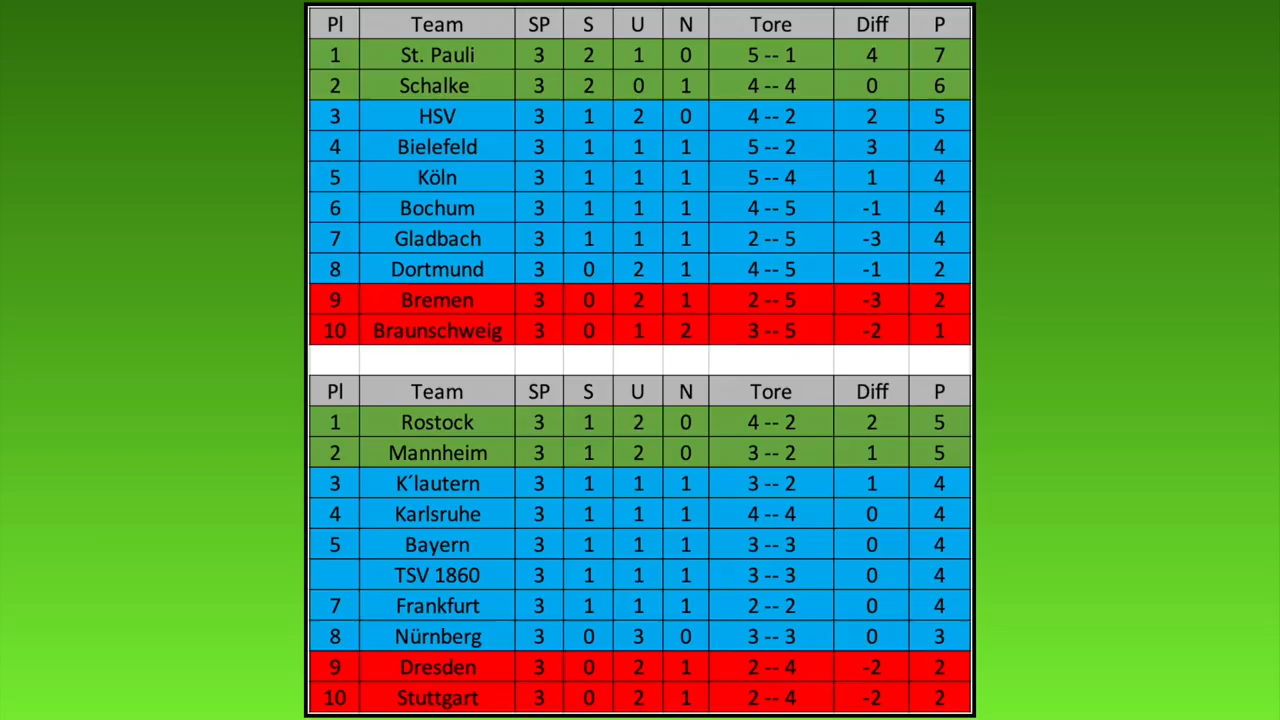 Pl Team SP S U N Tore Diff P
1 St. Pauli 3 2 1 0 5 -- 1 4 7
2 Schalke 3 2 0 1 4 -- 4 0 6
3 HSV 3 1 2 0 4 -- 2 2 5
4 Bielefeld 3 1 1 1 5 -- 2 3 4
5 Köln 3 1 1 1 5 -- 4 1 4
6 Bochum 3 1 1 1 4 -- 5 -1 4
7 Gladbach 3 1 1 1 2 -- 5 -3 4
8 Dortmund 3 0 2 1 4 -- 5 -1 2
9 Bremen 3 0 2 1 2 -- 5 -3 2
10 Braunschweig 3 0 1 2 3 -- 5 -2 1
Pl Team SP S U N Tore Diff P
1 Rostock 3 1 2 0 4 -- 2 2 5
2 Mannheim 3 1 2 0 3 -- 2 1 5
3 K´lautern 3 1 1 1 3 -- 2 1 4
4 Karlsruhe 3 1 1 1 4 -- 4 0 4
5 Bayern 3 1 1 1 3 -- 3 0 4
TSV 1860 3 1 1 1 3 -- 3 0 4
7 Frankfurt 3 1 1 1 2 -- 2 0 4
8 Nürnberg 3 0 3 0 3 -- 3 0 3
9 Dresden 3 0 2 1 2 -- 4 -2 2
10 Stuttgart 3 0 2 1 2 -- 4 -2 2